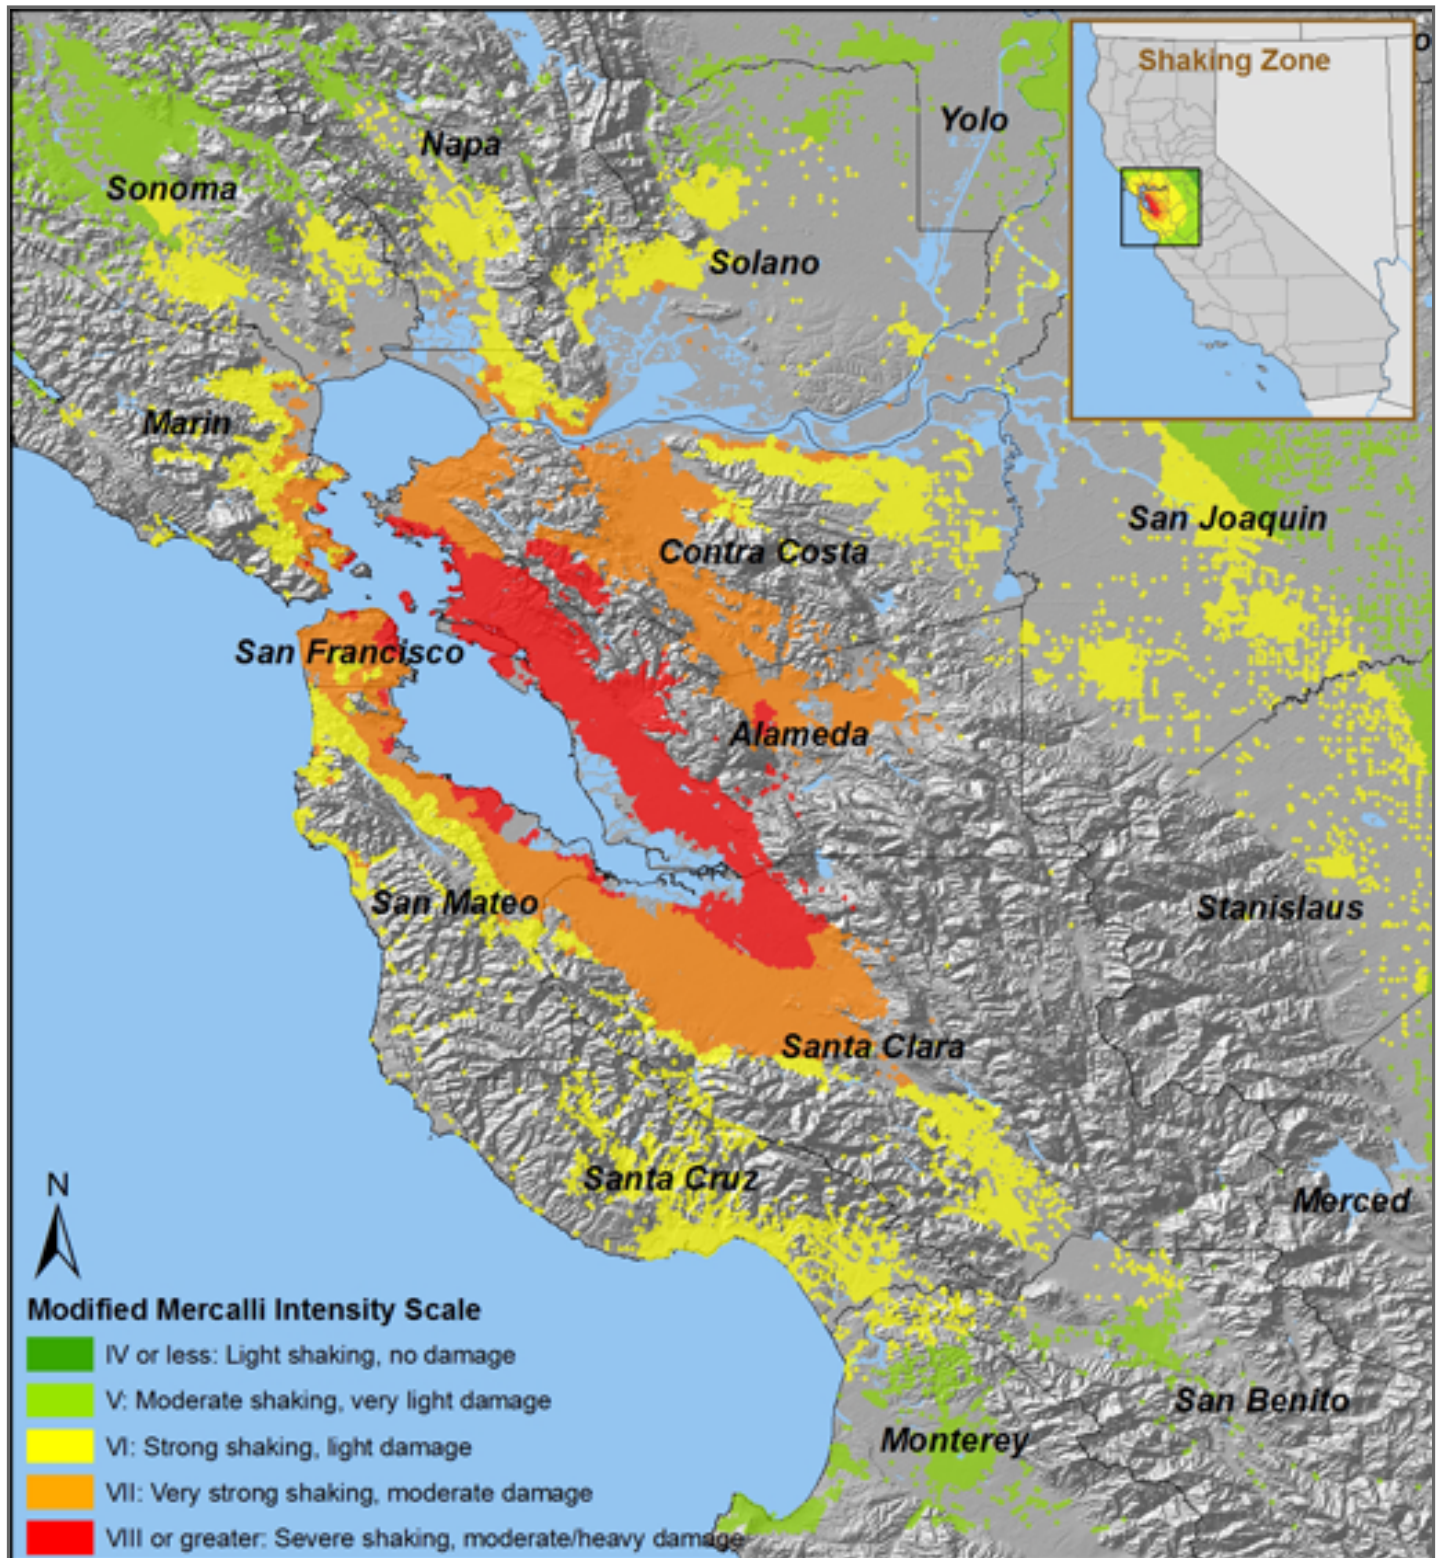 Shaking Zone
Yolo
Napa
Sonoma
Solano
Marin
San Joaquin
Contra Costa
San Francisco
Alameda
San Mateo
Stanislaus
Santa Clara
Santa Cruz
Merced
N
San Benito
Monterey
Modified Mercalli Intensity Scale
IV or less: Light shaking, no damage
V: Moderate shaking, very light damage
VI: Strong shaking, light damage
VII: Very strong shaking, moderate damage
VIII or greater: Severe shaking, moderate/heavy damage